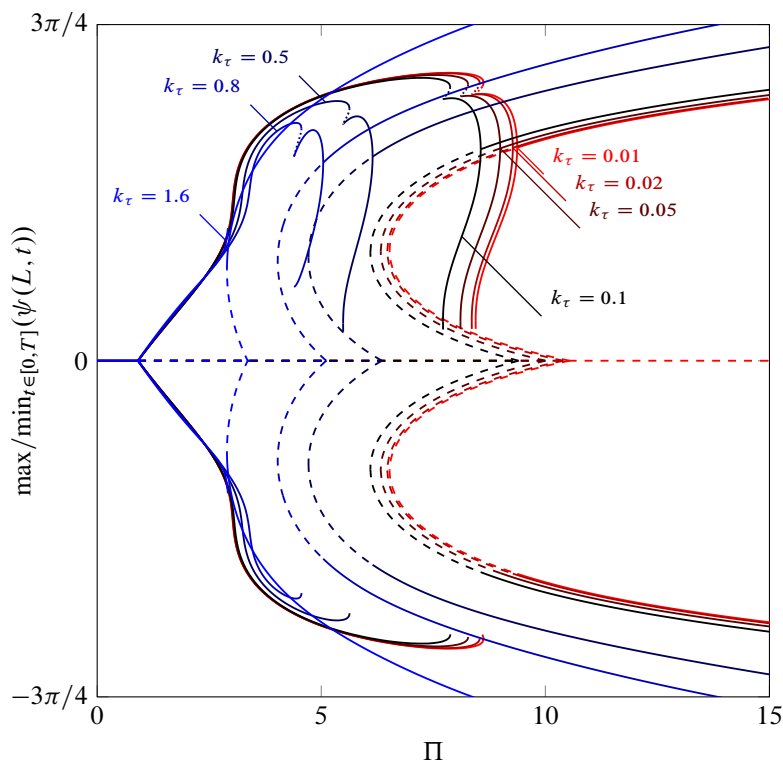 3π/4
k_τ = 0.5
k_τ = 0.8
k_τ = 0.01
k_τ = 0.02
k_τ = 1.6
k_τ = 0.05
k_τ = 0.1
max/min_{t∈[0,T]}(ψ(L, t))
0
−3π/4
0
5
10
15
Π